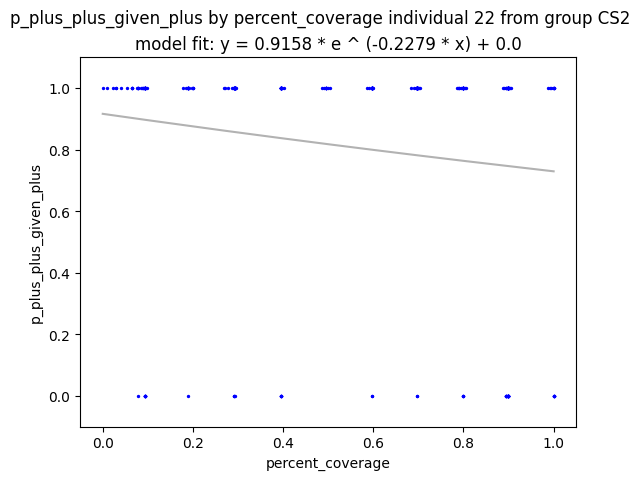 p_plus_plus_given_plus by percent_coverage individual 22 from group CS2
model fit: y = 0.9158 * e ^ (-0.2279 * x) + 0.0
1.0
0.8
0.6
0.4
0.2
0.0
p_plus_plus_given_plus
0.0 0.2 0.4 0.6 0.8 1.0
percent_coverage